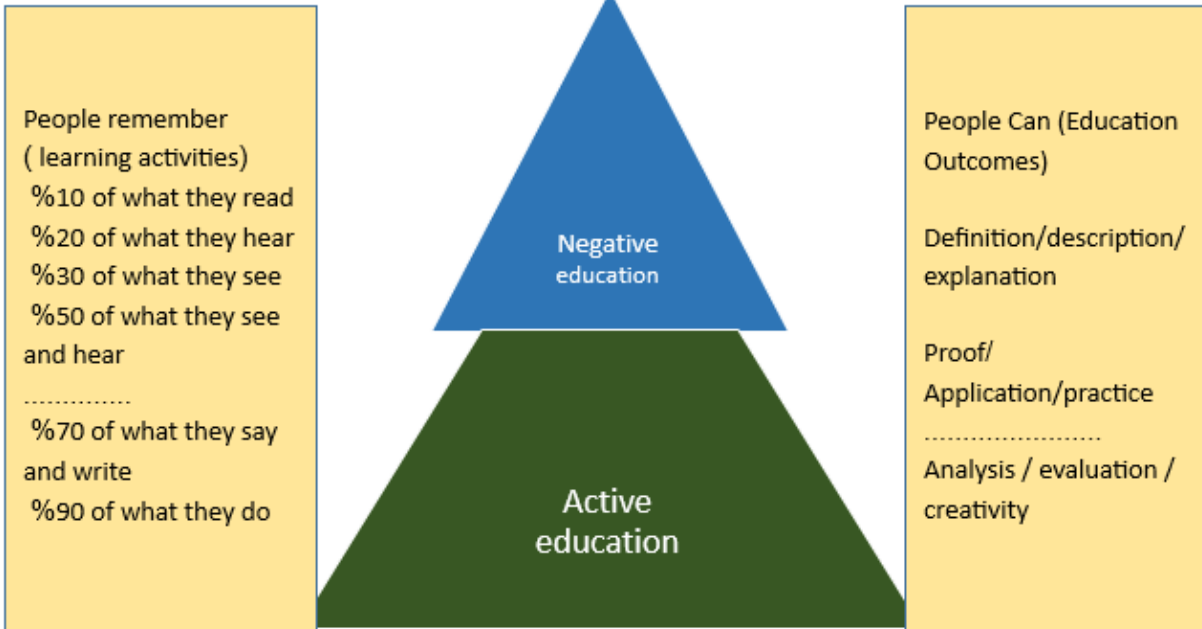 People remember
( learning activities)
%10 of what they read
%20 of what they hear
%30 of what they see
%50 of what they see
and hear
..............
%70 of what they say
and write
%90 of what they do
Negative
education
Active
education
People Can (Education
Outcomes)
Definition/description/
explanation
Proof/
Application/practice
.......................
Analysis / evaluation /
creativity